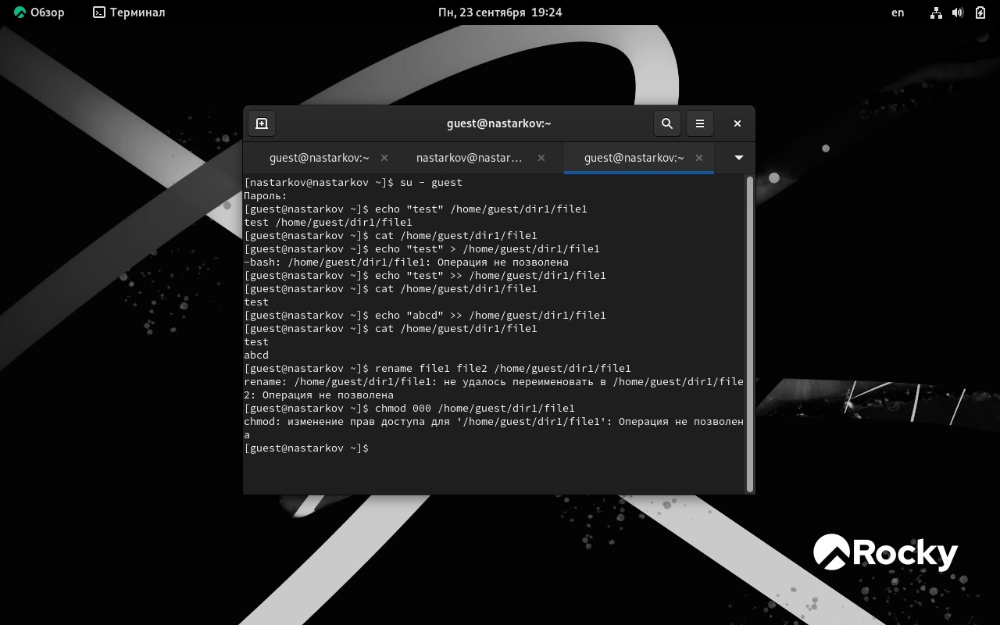 Обзор Терминал Пн, 23 сентября 19:24 en
guest@nastarkov:~
guest@nastarkov:~ nastarkov@nastar... guest@nastarkov:~
[nastarkov@nastarkov ~]$ su - guest
Пароль:
[guest@nastarkov ~]$ echo "test" /home/guest/dir1/file1
test /home/guest/dir1/file1
[guest@nastarkov ~]$ cat /home/guest/dir1/file1
[guest@nastarkov ~]$ echo "test" > /home/guest/dir1/file1
-bash: /home/guest/dir1/file1: Операция не позволена
[guest@nastarkov ~]$ echo "test" >> /home/guest/dir1/file1
[guest@nastarkov ~]$ cat /home/guest/dir1/file1
test
[guest@nastarkov ~]$ echo "abcd" >> /home/guest/dir1/file1
[guest@nastarkov ~]$ cat /home/guest/dir1/file1
test
abcd
[guest@nastarkov ~]$ rename file1 file2 /home/guest/dir1/file1
rename: /home/guest/dir1/file1: не удалось переименовать в /home/guest/dir1/file
2: Операция не позволена
[guest@nastarkov ~]$ chmod 000 /home/guest/dir1/file1
chmod: изменение прав доступа для '/home/guest/dir1/file1': Операция не позволен
а
[guest@nastarkov ~]$
Rocky